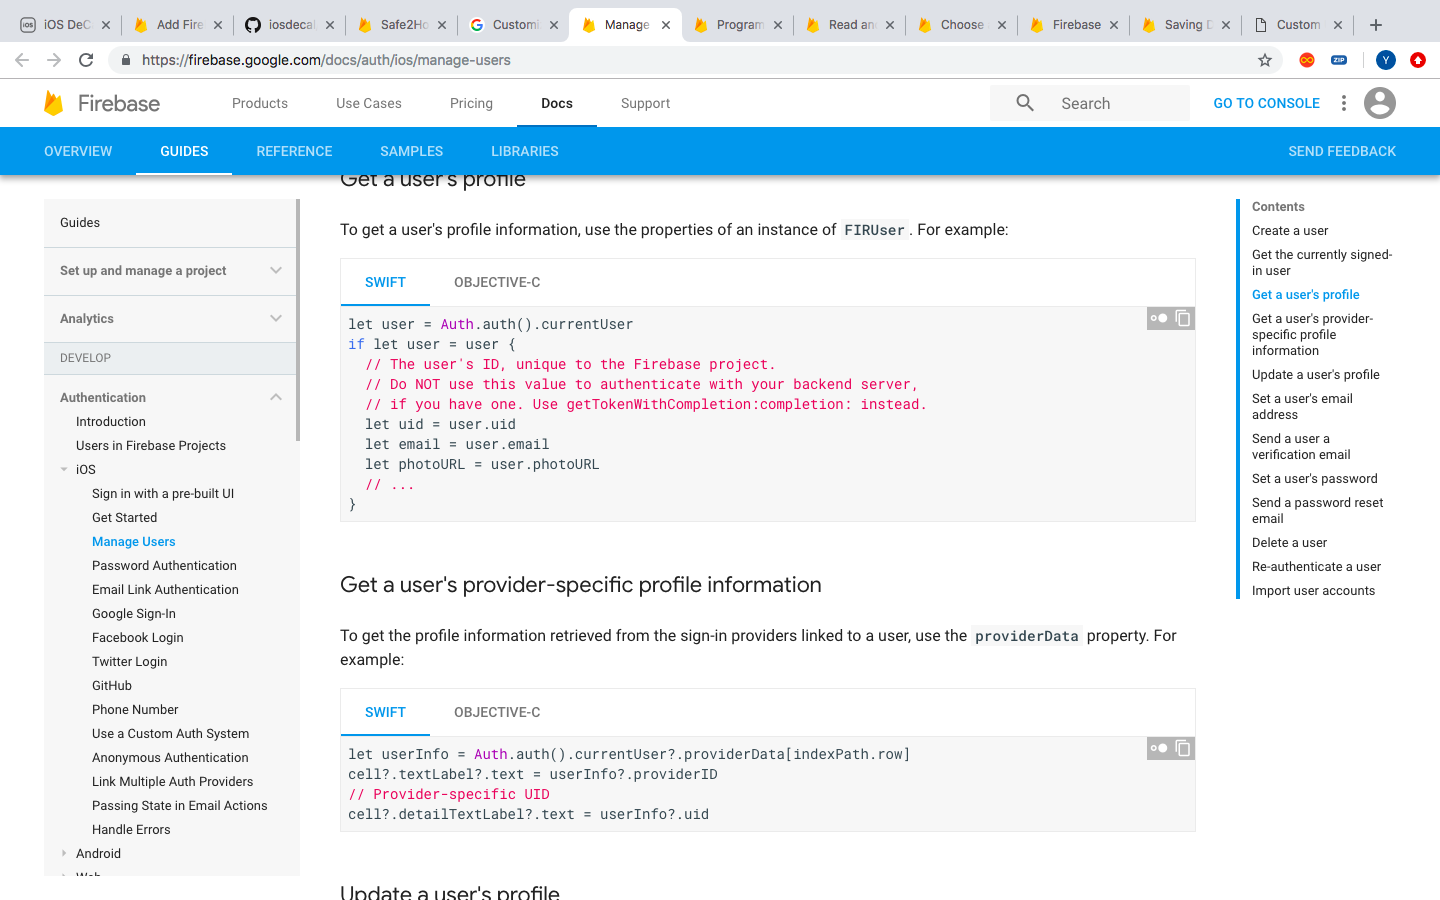 iOS DeC
Add Fire
iosdecal
Safe2Ho
Customi
Manage
Program
Read an
Choose
Firebase
Saving D
Custom
https://firebase.google.com/docs/auth/ios/manage-users
ZIP
Y
Firebase
Products
Use Cases
Pricing
Docs
Support
Search
GO TO CONSOLE
OVERVIEW
GUIDES
REFERENCE
SAMPLES
LIBRARIES
SEND FEEDBACK
Guides
Set up and manage a project
Analytics
DEVELOP
Authentication
Introduction
Users in Firebase Projects
iOS
Sign in with a pre-built UI
Get Started
Manage Users
Password Authentication
Email Link Authentication
Google Sign-In
Facebook Login
Twitter Login
GitHub
Phone Number
Use a Custom Auth System
Anonymous Authentication
Link Multiple Auth Providers
Passing State in Email Actions
Handle Errors
Android
Web
Get a user's profile
To get a user's profile information, use the properties of an instance of FIRUser. For example:
SWIFT
OBJECTIVE-C
let user = Auth.auth().currentUser
if let user = user {
  // The user's ID, unique to the Firebase project.
  // Do NOT use this value to authenticate with your backend server,
  // if you have one. Use getTokenWithCompletion:completion: instead.
  let uid = user.uid
  let email = user.email
  let photoURL = user.photoURL
  // ...
}
Get a user's provider-specific profile information
To get the profile information retrieved from the sign-in providers linked to a user, use the providerData property. For
example:
SWIFT
OBJECTIVE-C
let userInfo = Auth.auth().currentUser?.providerData[indexPath.row]
cell?.textLabel?.text = userInfo?.providerID
// Provider-specific UID
cell?.detailTextLabel?.text = userInfo?.uid
Update a user's profile
Contents
Create a user
Get the currently signed-
in user
Get a user's profile
Get a user's provider-
specific profile
information
Update a user's profile
Set a user's email
address
Send a user a
verification email
Set a user's password
Send a password reset
email
Delete a user
Re-authenticate a user
Import user accounts